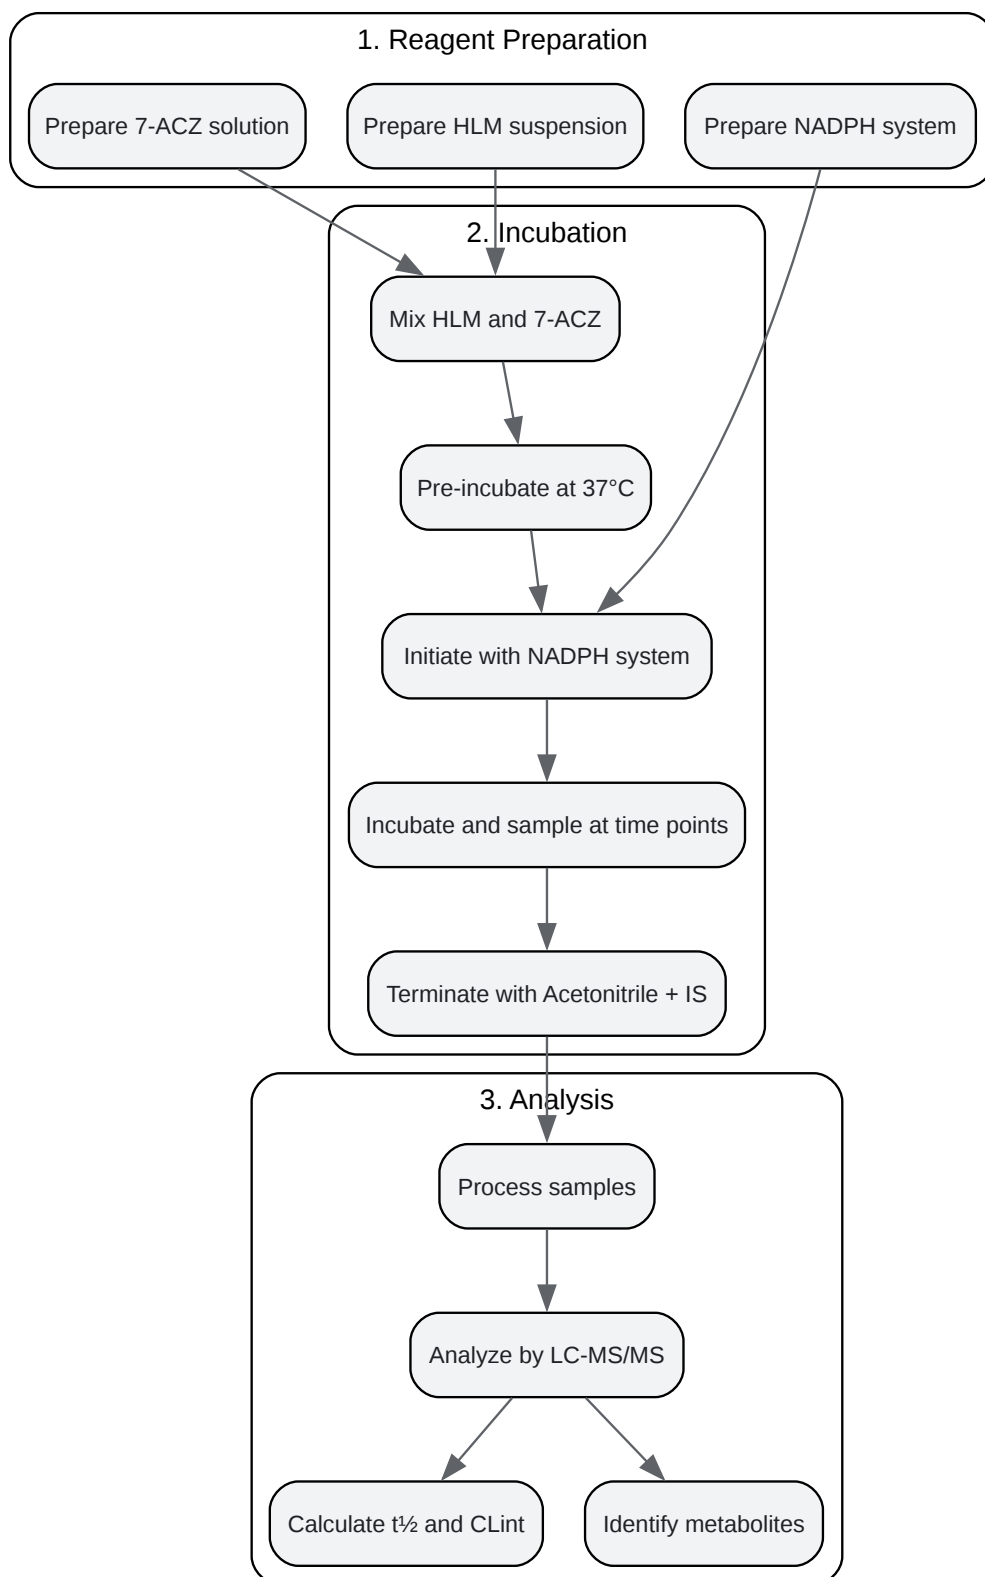 1. Reagent Preparation
Prepare 7-ACZ solution
Prepare HLM suspension
Prepare NADPH system
2. Incubation
Mix HLM and 7-ACZ
Pre-incubate at 37°C
Initiate with NADPH system
Incubate and sample at time points
Terminate with Acetonitrile + IS
3. Analysis
Process samples
Analyze by LC-MS/MS
Calculate t½ and CLint
Identify metabolites